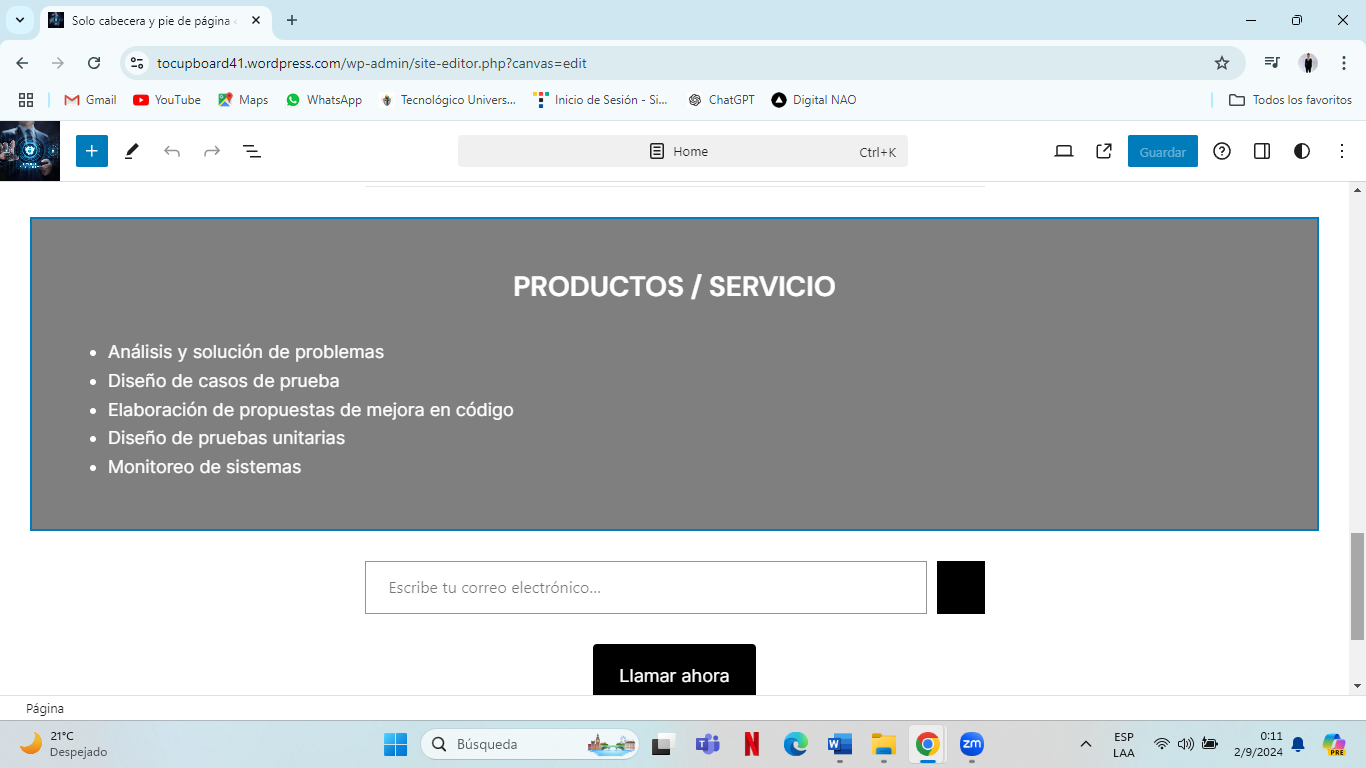 Solo cabecera y pie de página
tocupboard41.wordpress.com/wp-admin/site-editor.php?canvas=edit
Gmail
YouTube
Maps
WhatsApp
Tecnológico Univers...
Inicio de Sesión - Si...
ChatGPT
Digital NAO
Todos los favoritos
Home
Ctrl+K
Guardar
PRODUCTOS / SERVICIO
Análisis y solución de problemas
Diseño de casos de prueba
Elaboración de propuestas de mejora en código
Diseño de pruebas unitarias
Monitoreo de sistemas
Escribe tu correo electrónico...
Llamar ahora
Página
21°C
Despejado
Búsqueda
N
W
zm
ESP
LAA
0:11
2/9/2024
PRE